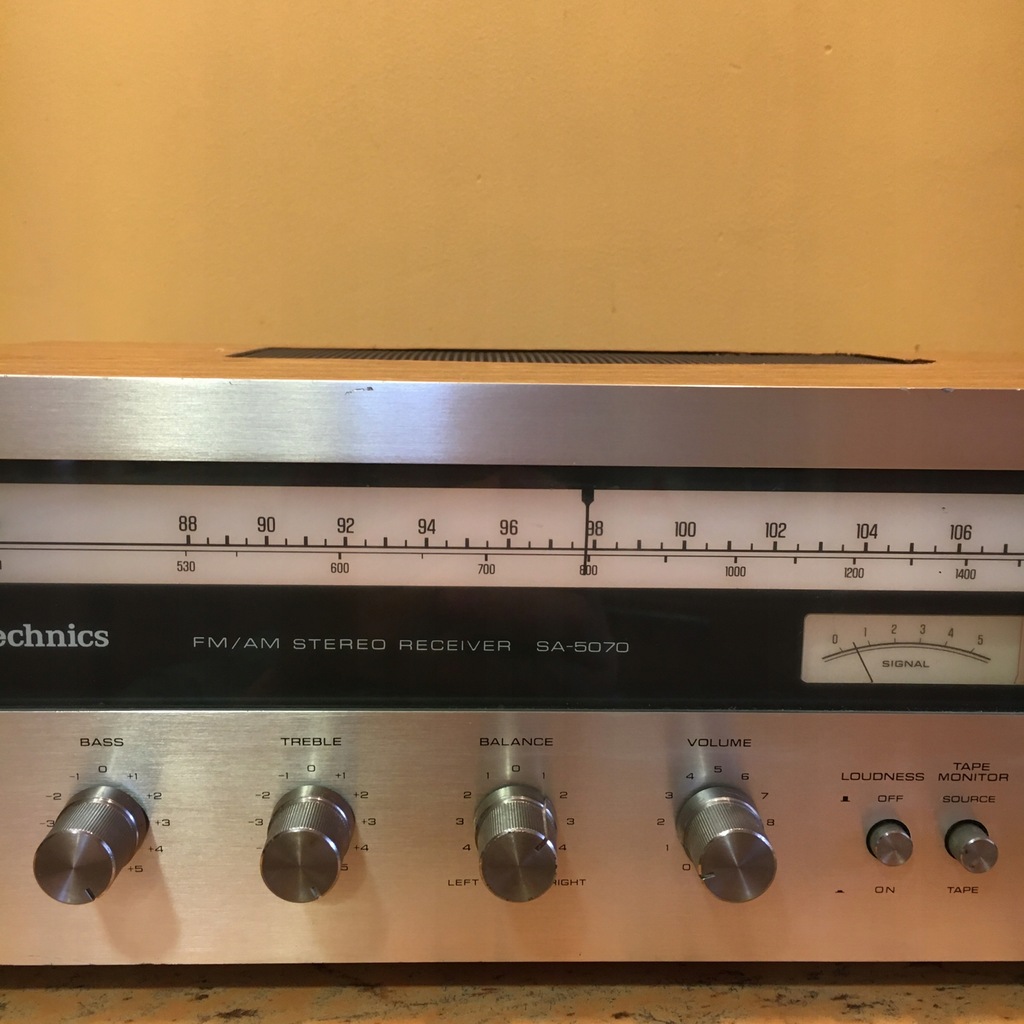 88 90 92 94 96 98 100 102 104 106
530 600 700 800 1000 1200 1400
echnics FM/AM STEREO RECEIVER SA-5070
0 1 2 3 4 5
SIGNAL
BASS TREBLE BALANCE VOLUME
-1 0 +1 -1 0 +1 1 0 1 4 5 6
-2 +2 -2 +2 2 2 3 7
-3 +3 -3 +3 3 3 2 8
+4 +4 4 4 1
+5 5 0
LEFT RIGHT
LOUDNESS TAPE
MONITOR
OFF SOURCE
ON TAPE